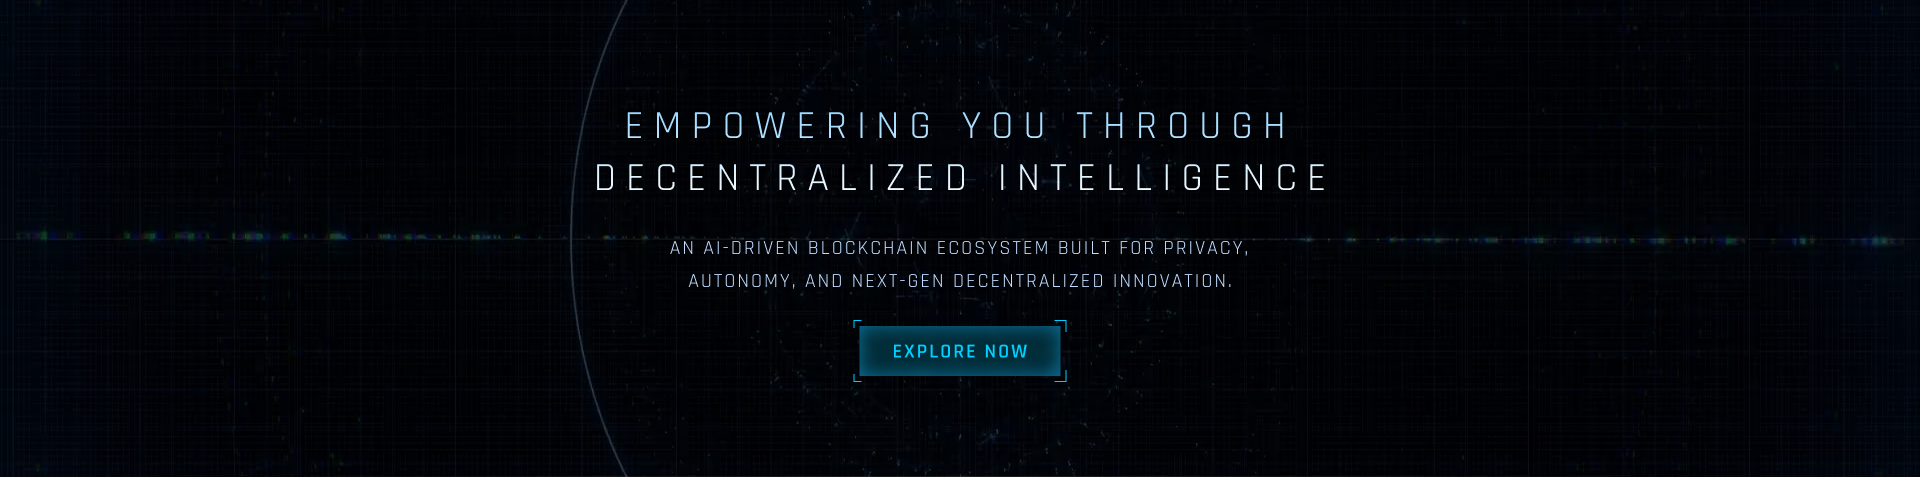 EMPOWERING YOU THROUGH
DECENTRALIZED INTELLIGENCE
AN AI-DRIVEN BLOCKCHAIN ECOSYSTEM BUILT FOR PRIVACY,
AUTONOMY, AND NEXT-GEN DECENTRALIZED INNOVATION.
EXPLORE NOW